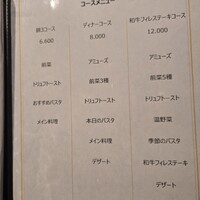 コースメニュー
ディナーコース
8,000
アミューズ
前菜3種
トリュフトースト
本日のパスタ
メイン料理
デザート
和牛フィレステーキコース
12,000
アミューズ
前菜5種
トリュフトースト
温野菜
季節のパスタ
和牛フィレステーキ
デザート
6,600
前菜
トリュフトースト
おすすめパスタ
メイン料理